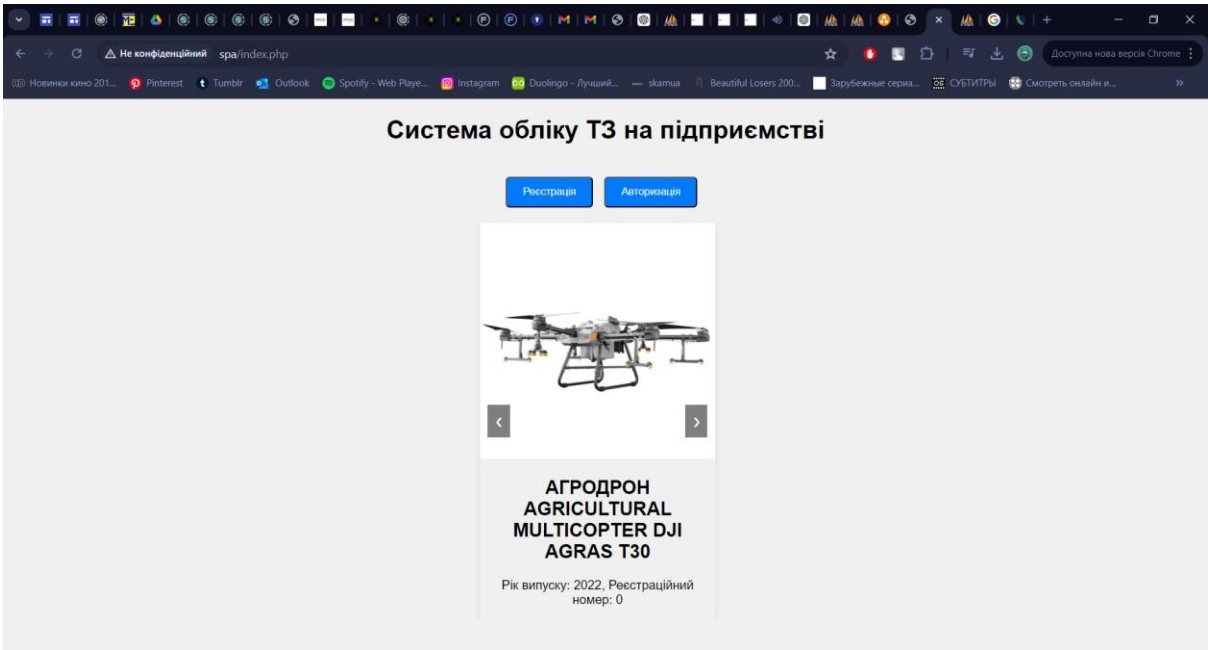 Не конфіденційний spa/index.php Доступна нова версія Chrome
Новинки кино 201... Pinterest Tumblr Outlook Spotify - Web Playe... Instagram Duolingo - Лучший... skamua Beautiful Losers 200... Зарубежные сериа... СУБТИТРЫ Смотреть онлайн и... »
Система обліку ТЗ на підприємстві
Реєстрація Авторизація
‹ ›
АГРОДРОН
AGRICULTURAL
MULTICOPTER DJI
AGRAS T30
Рік випуску: 2022, Реєстраційний
номер: 0